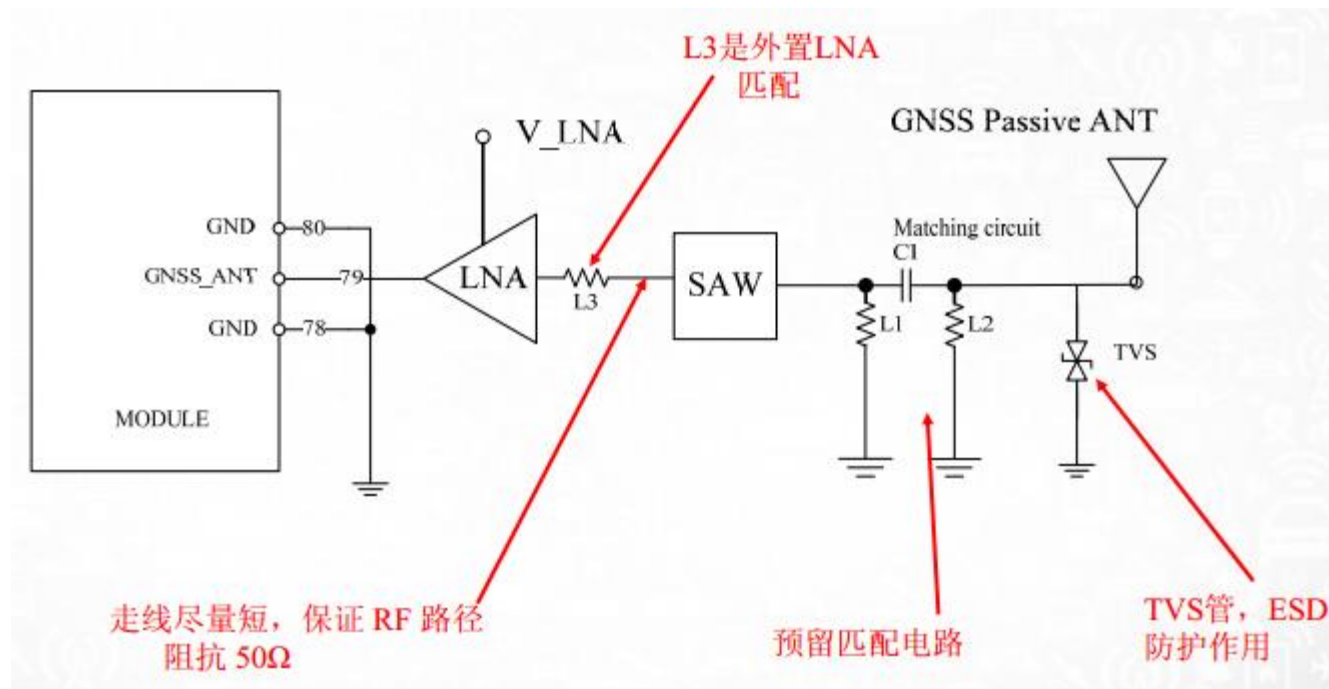 L3是外置LNA
匹配
V_LNA
GNSS Passive ANT
GND
80
Matching circuit
C1
GNSS_ANT
79
LNA
L3
SAW
L1
L2
GND
78
TVS
MODULE
走线尽量短，保证 RF 路径
阻抗 50Ω
预留匹配电路
TVS管，ESD
防护作用